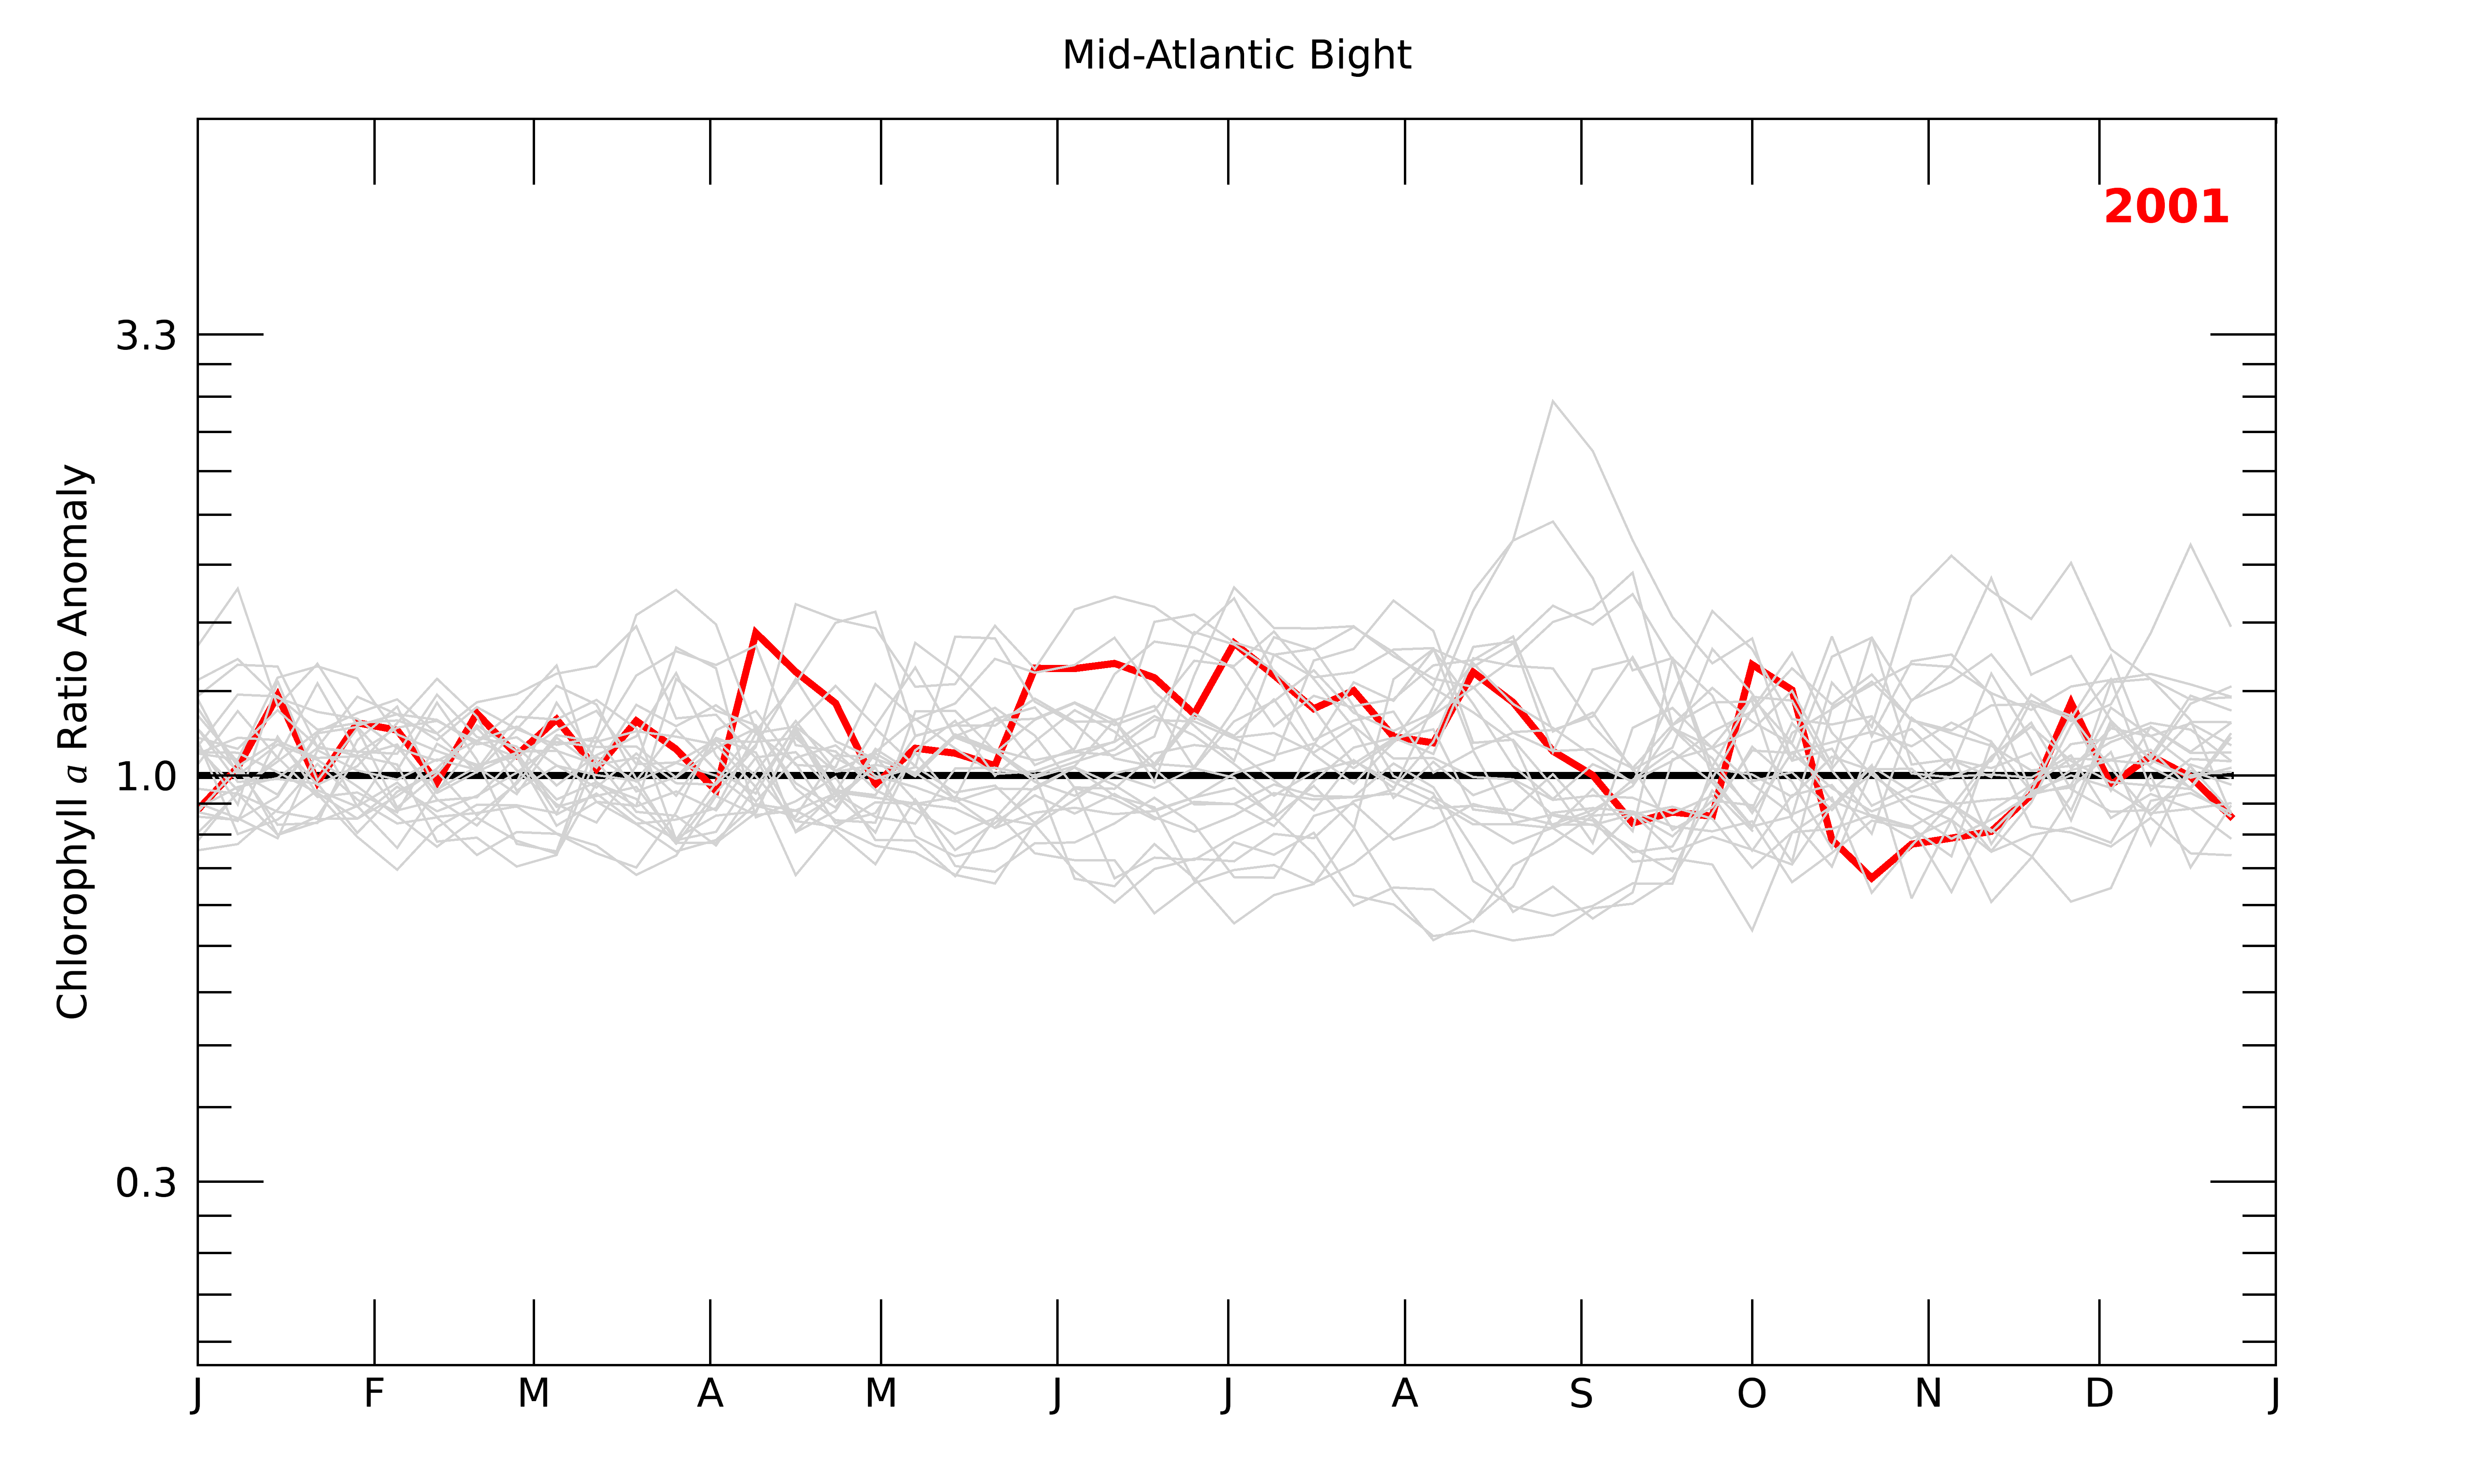 Mid-Atlantic Bight
2001
Chlorophyll a Ratio Anomaly
3.3
1.0
0.3
J F M A M J J A S O N D J